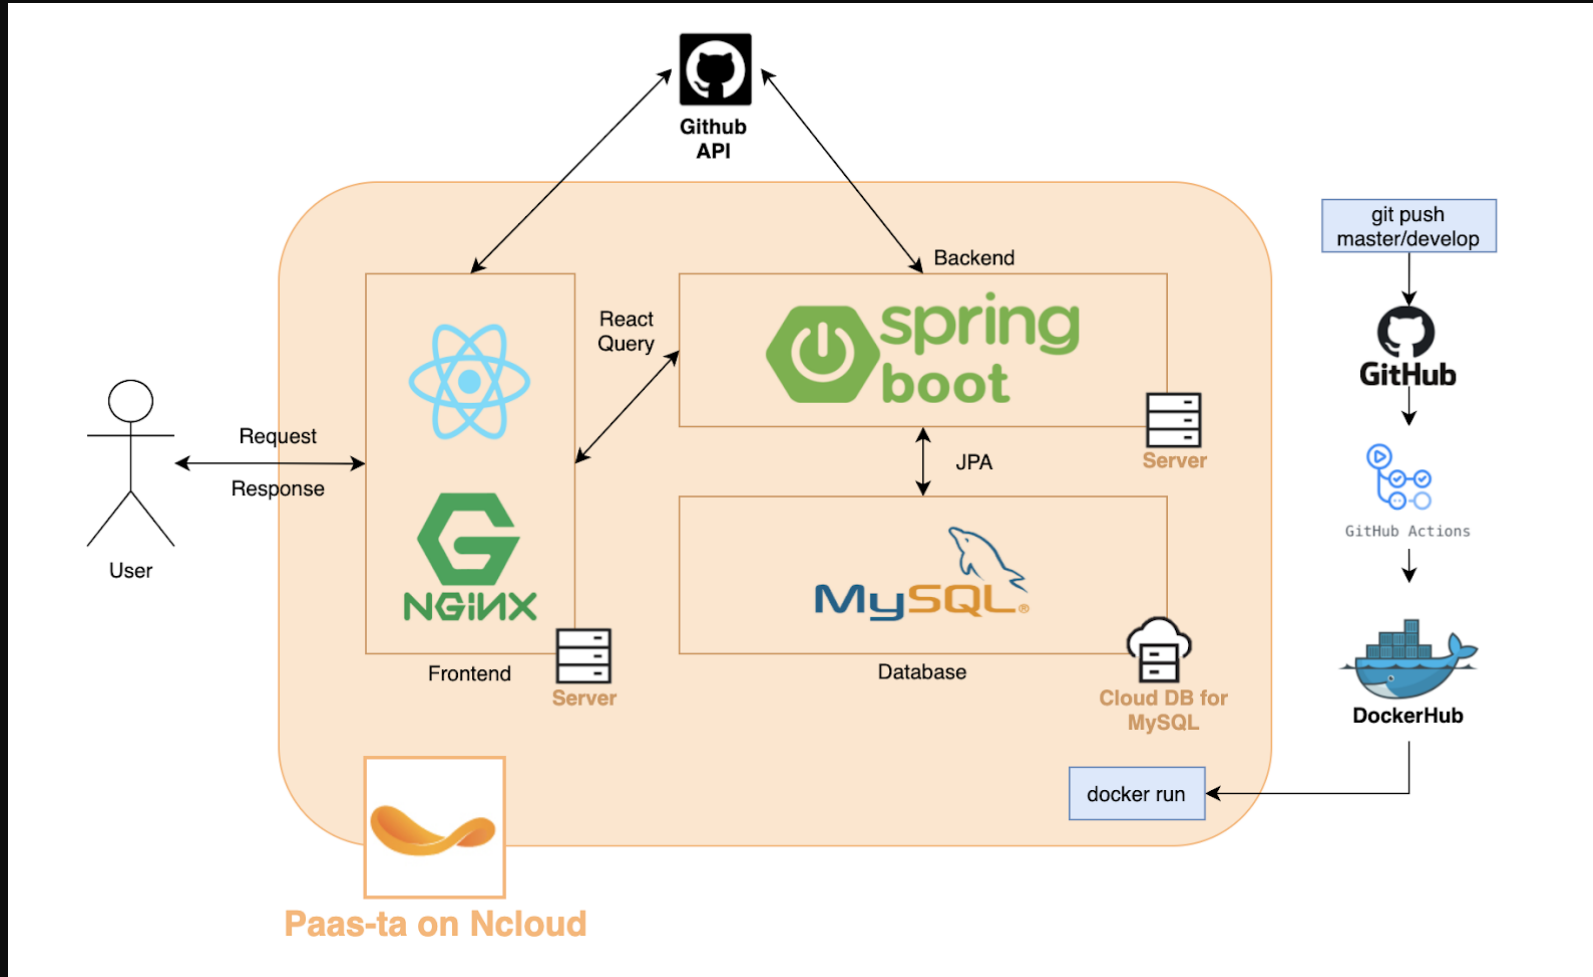 Github
API
git push
master/develop
Backend
spring
boot
React
Query
GitHub
Request
Response
JPA
Server
User
NGINX
MySQL®
GitHub Actions
Frontend
Server
Database
Cloud DB for
MySQL
DockerHub
docker run
Paas-ta on Ncloud